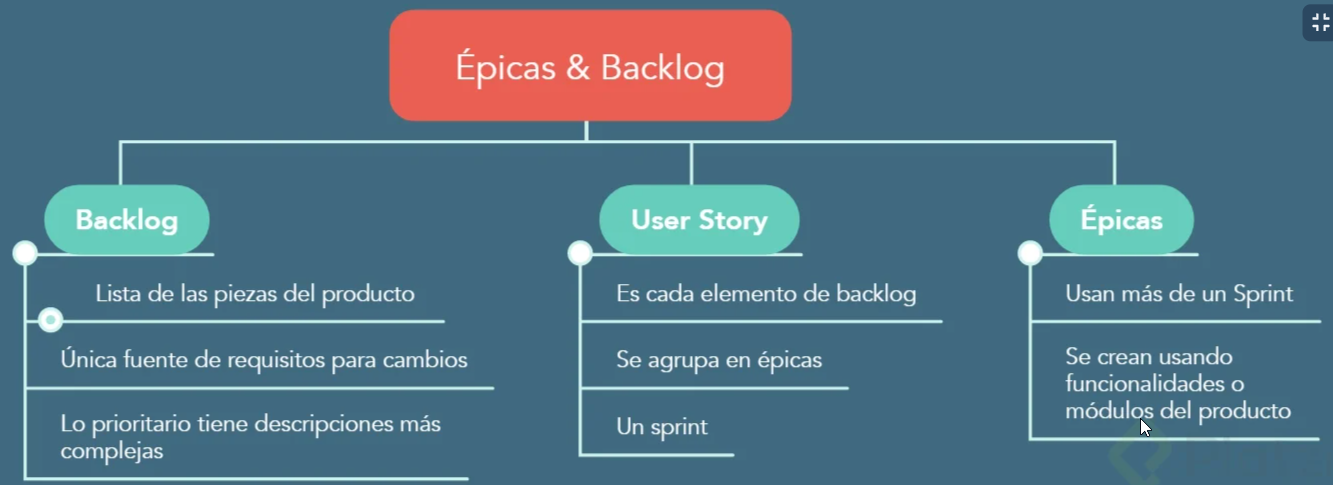 Épicas & Backlog
Backlog
Lista de las piezas del producto
Única fuente de requisitos para cambios
Lo prioritario tiene descripciones más
complejas
User Story
Es cada elemento de backlog
Se agrupa en épicas
Un sprint
Épicas
Usan más de un Sprint
Se crean usando
funcionalidades o
módulos del producto